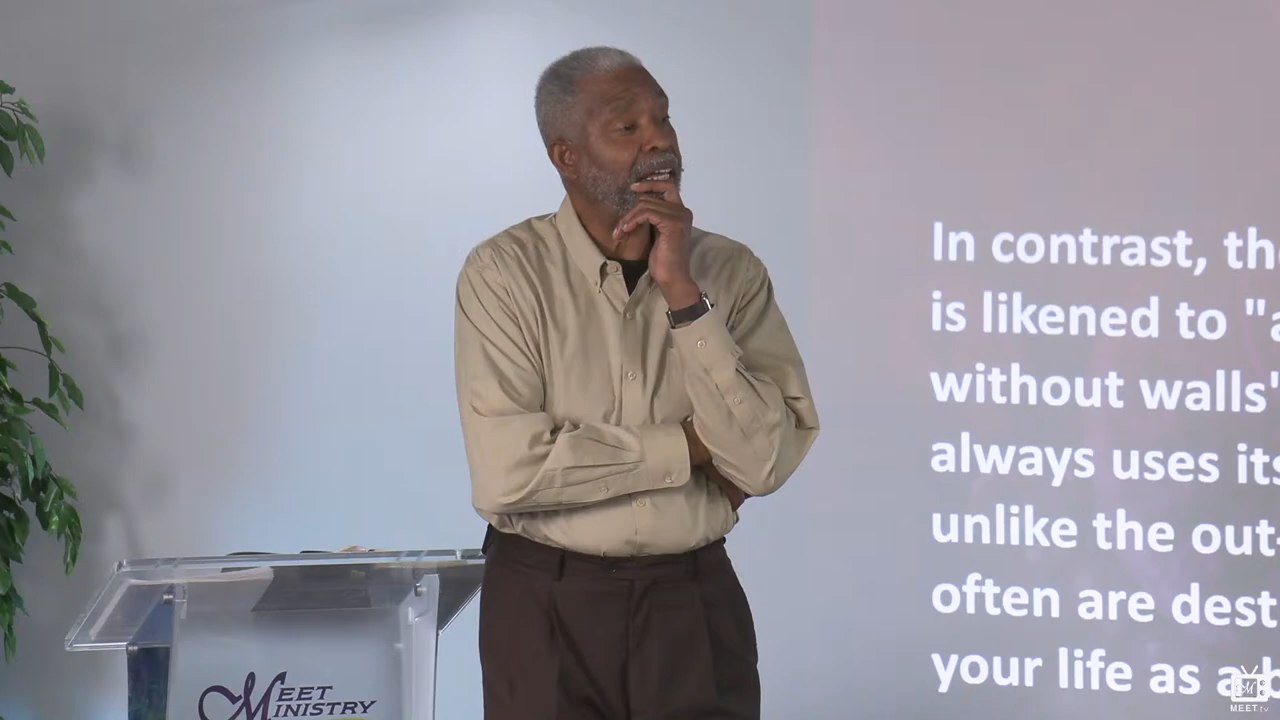 In contrast, the
is likened to "a
without walls"
always uses its
unlike the out-
often are dest
your life as a b
MEET
MINISTRY
MEET tv